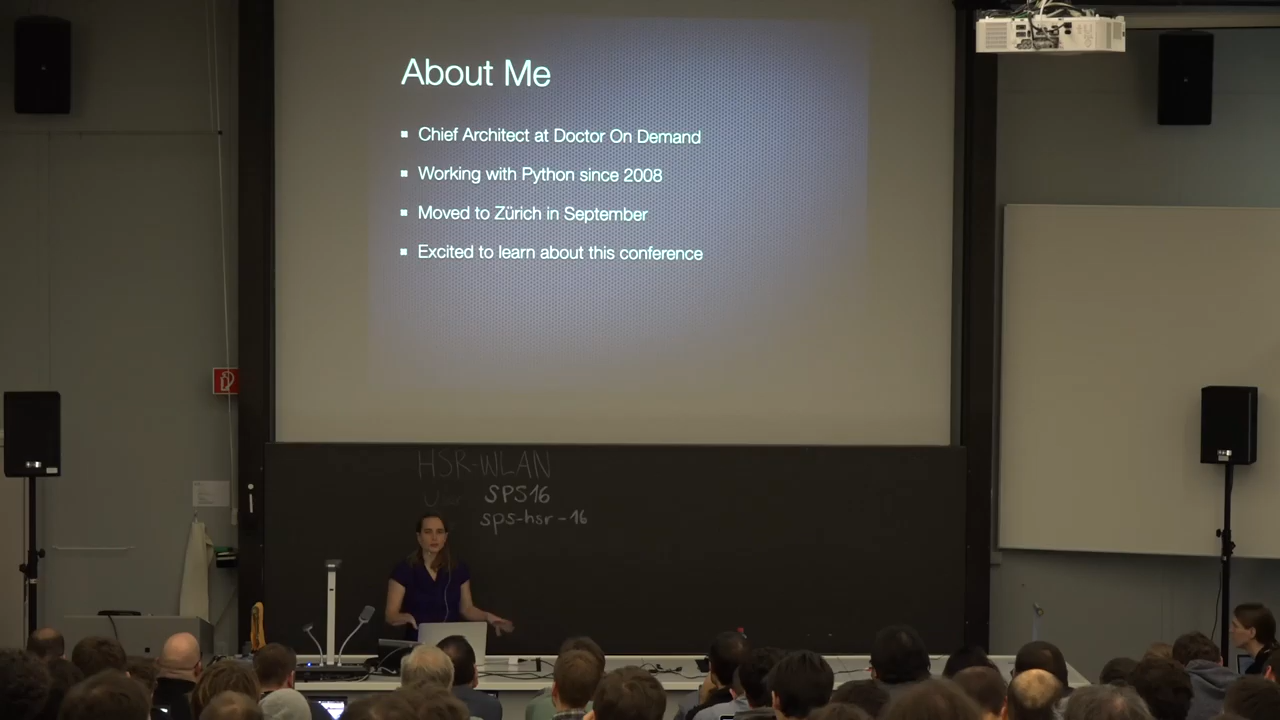 About Me
Chief Architect at Doctor On Demand
Working with Python since 2008
Moved to Zürich in September
Excited to learn about this conference
HSR-WLAN
SPS16
sps-hsr-16